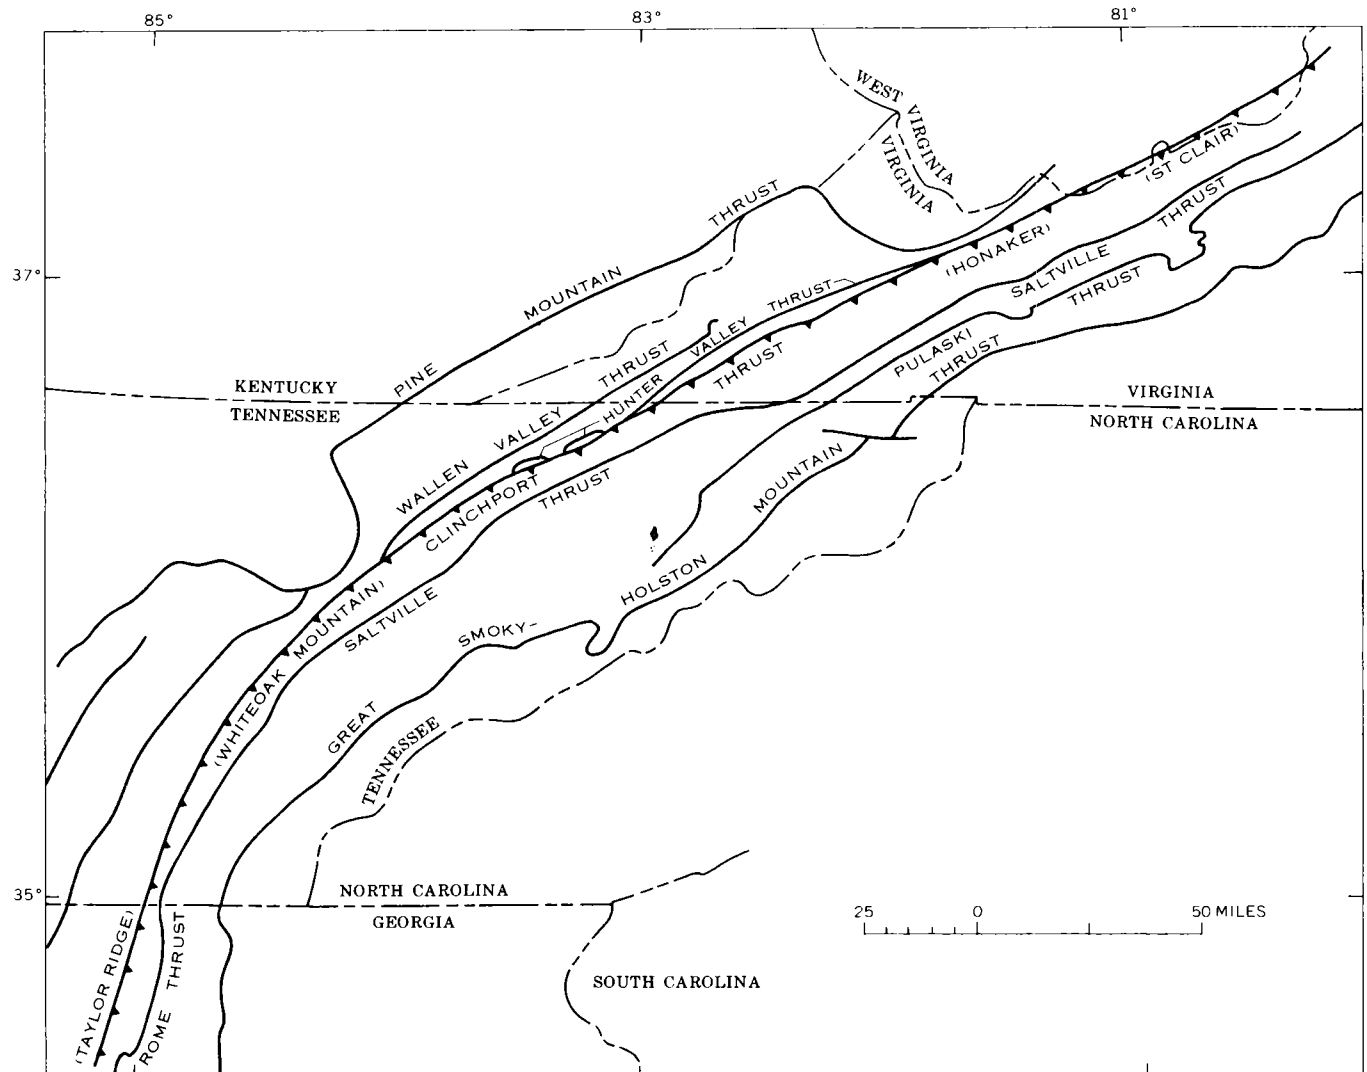 85°
83°
81°
WEST VIRGINIA
VIRGINIA
(ST CLAIR)
PINE MOUNTAIN THRUST
37°
(HONAKER)
SALTVILLE THRUST
PULASKI THRUST
HUNTER VALLEY THRUST
WALLEN VALLEY THRUST
CLINCHPORT THRUST
KENTUCKY
TENNESSEE
VIRGINIA
NORTH CAROLINA
HOLSTON MOUNTAIN THRUST
SALTVILLE THRUST
(WHITEOAK MOUNTAIN)
GREAT SMOKY-
TENNESSEE
35°
NORTH CAROLINA
GEORGIA
25 0 50 MILES
(TAYLOR RIDGE)
ROME THRUST
SOUTH CAROLINA